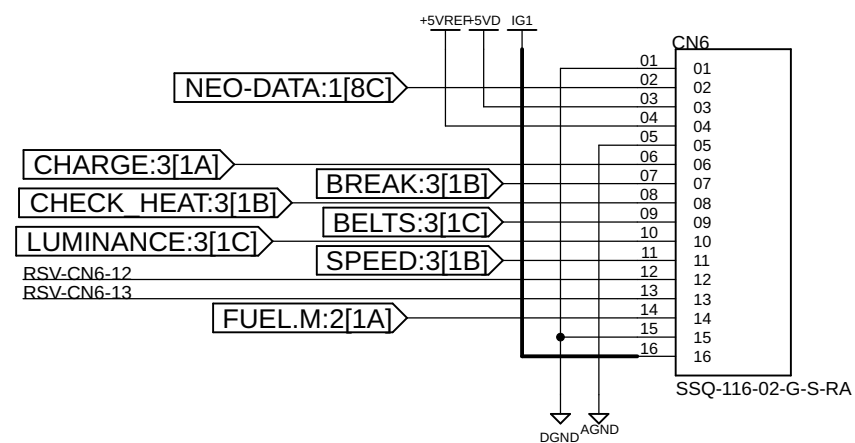 +5VREF +5VD IG1
CN6
01 01
NEO-DATA:1[8C] 02 02
03 03
04 04
05 05
CHARGE:3[1A] 06 06
BREAK:3[1B] 07 07
CHECK_HEAT:3[1B] 08 08
BELTS:3[1C] 09 09
LUMINANCE:3[1C] 10 10
SPEED:3[1B] 11 11
RSV-CN6-12 12 12
RSV-CN6-13 13 13
FUEL.M:2[1A] 14 14
15 15
16 16
SSQ-116-02-G-S-RA
DGND AGND